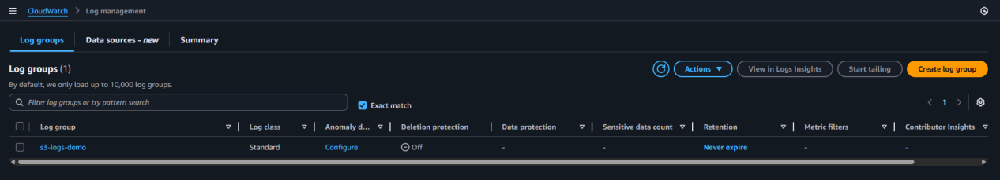 CloudWatch > Log management
Log groups Data sources - new Summary
Log groups (1)
Actions View in Logs Insights Start tailing Create log group
By default, we only load up to 10,000 log groups.
Filter log groups or try pattern search Exact match 1
Log group Log class Anomaly d... Deletion protection Data protection Sensitive data count Retention Metric filters Contributor Insights
s3-logs-demo Standard Configure Off - - Never expire - -